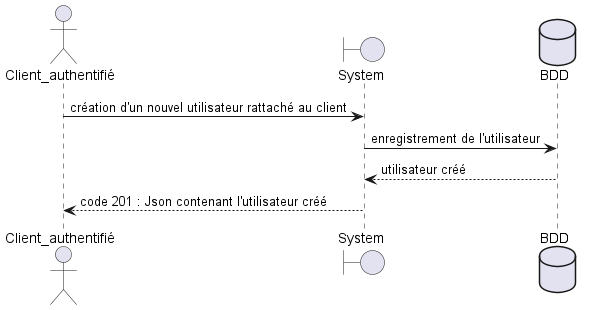 Client_authentifié
System
BDD
création d'un nouvel utilisateur rattaché au client
enregistrement de l'utilisateur
utilisateur créé
code 201 : Json contenant l'utilisateur créé
Client_authentifié
System
BDD